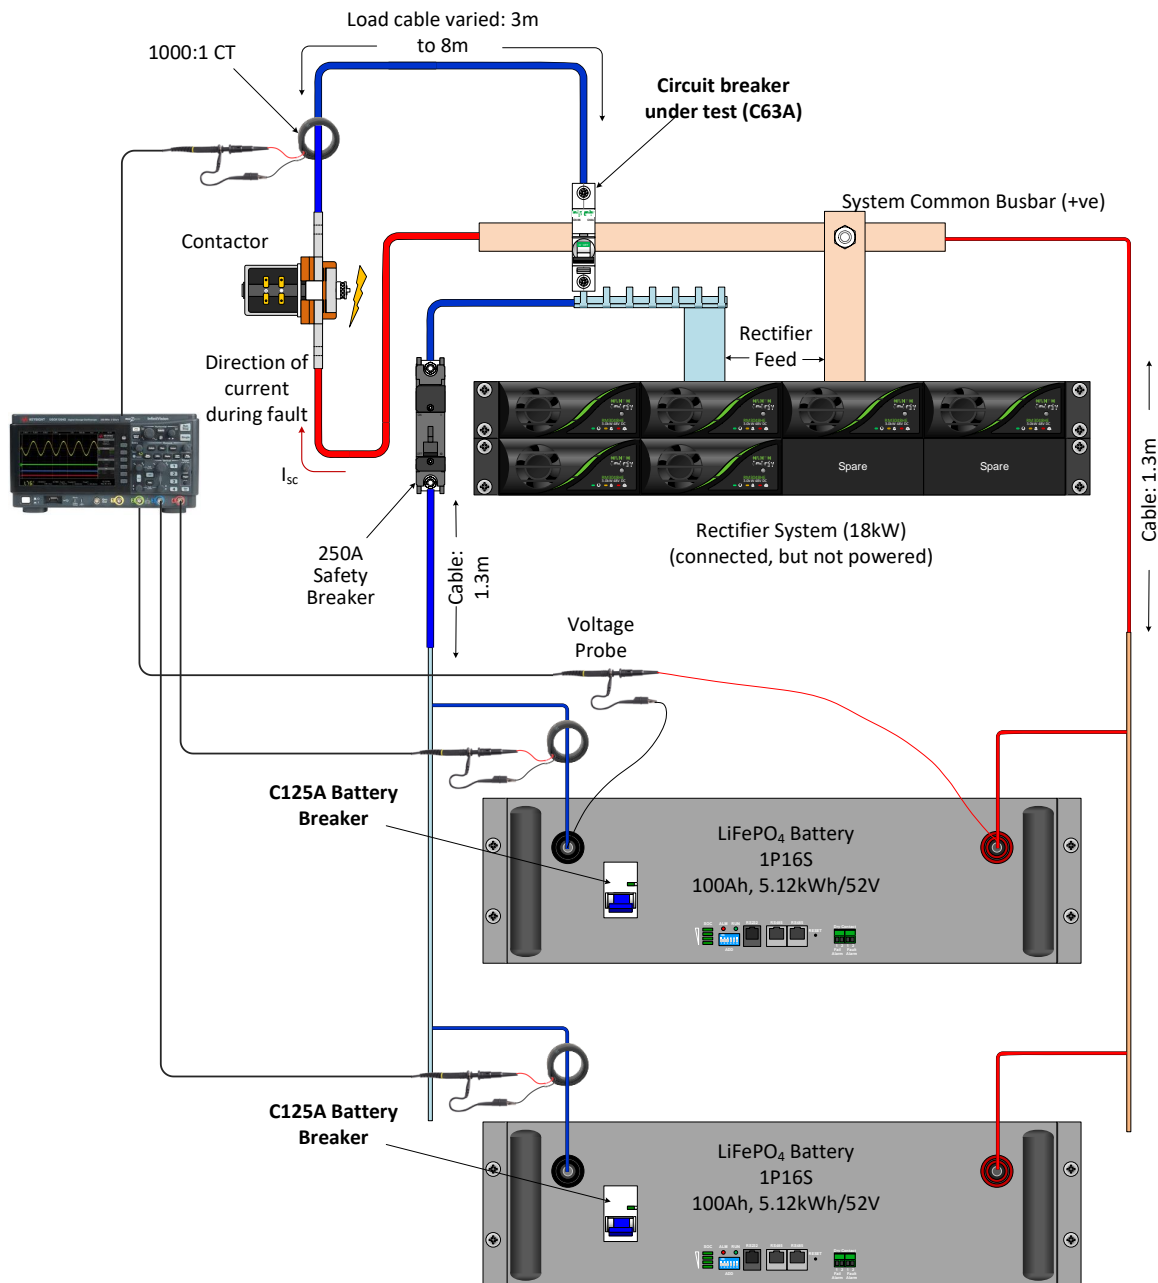 Load cable varied: 3m
to 8m
1000:1 CT
Circuit breaker
under test (C63A)
System Common Busbar (+ve)
Contactor
Rectifier
Feed
Direction of
current
during fault
Isc
Spare
Spare
Cable: 1.3m
Rectifier System (18kW)
(connected, but not powered)
250A
Safety
Breaker
Cable:
1.3m
Voltage
Probe
C125A Battery
Breaker
LiFePO₄ Battery
1P16S
100Ah, 5.12kWh/52V
C125A Battery
Breaker
LiFePO₄ Battery
1P16S
100Ah, 5.12kWh/52V